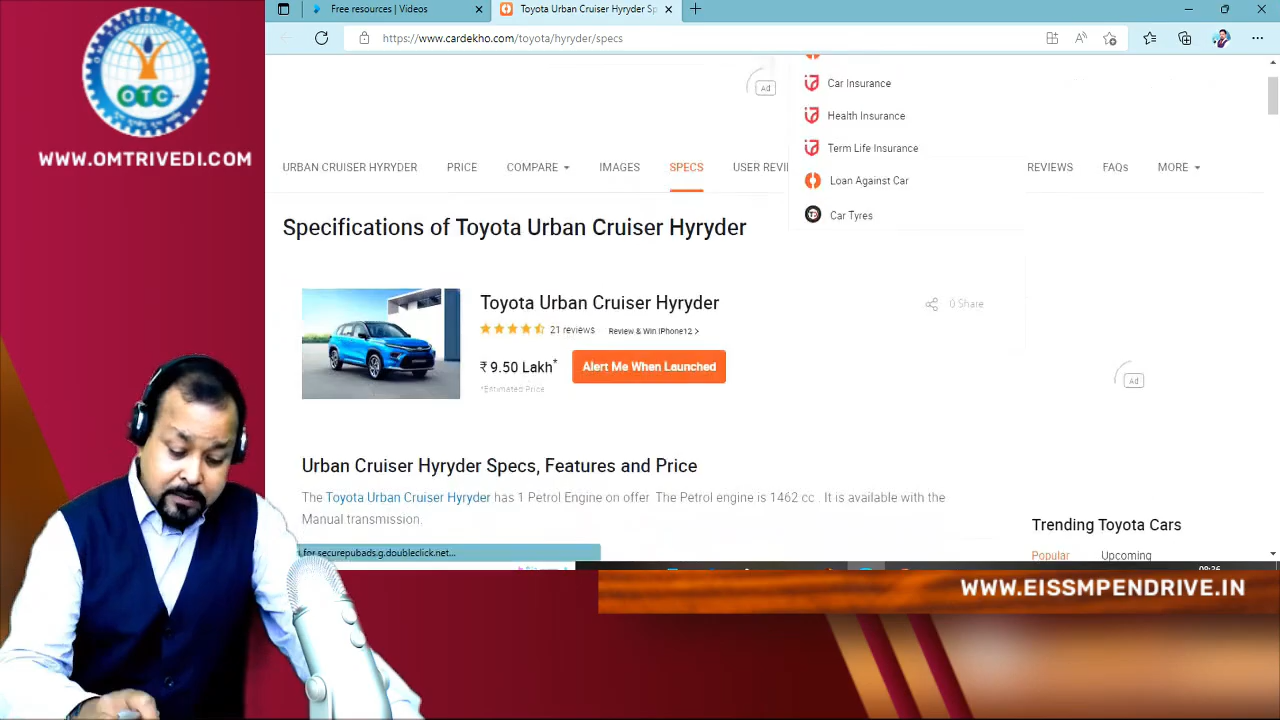 Free resources | Videos
Toyota Urban Cruiser Hyryder Sp
https://www.cardekho.com/toyota/hyryder/specs
OM TRIVEDI CLASSES
OTC
WWW.OMTRIVEDI.COM
Ad
Car Insurance
Health Insurance
Term Life Insurance
Loan Against Car
Car Tyres
URBAN CRUISER HYRYDER PRICE COMPARE IMAGES SPECS USER REVI REVIEWS FAQs MORE
Specifications of Toyota Urban Cruiser Hyryder
Toyota Urban Cruiser Hyryder
0 Share
21 reviews Review & Win iPhone12 >
₹ 9.50 Lakh*
Alert Me When Launched
*Estimated Price
Ad
Urban Cruiser Hyryder Specs, Features and Price
The Toyota Urban Cruiser Hyryder has 1 Petrol Engine on offer. The Petrol engine is 1462 cc . It is available with the
Manual transmission.
Trending Toyota Cars
Popular Upcoming
for securepubads.g.doubleclick.net...
WWW.EISSMPENDRIVE.IN